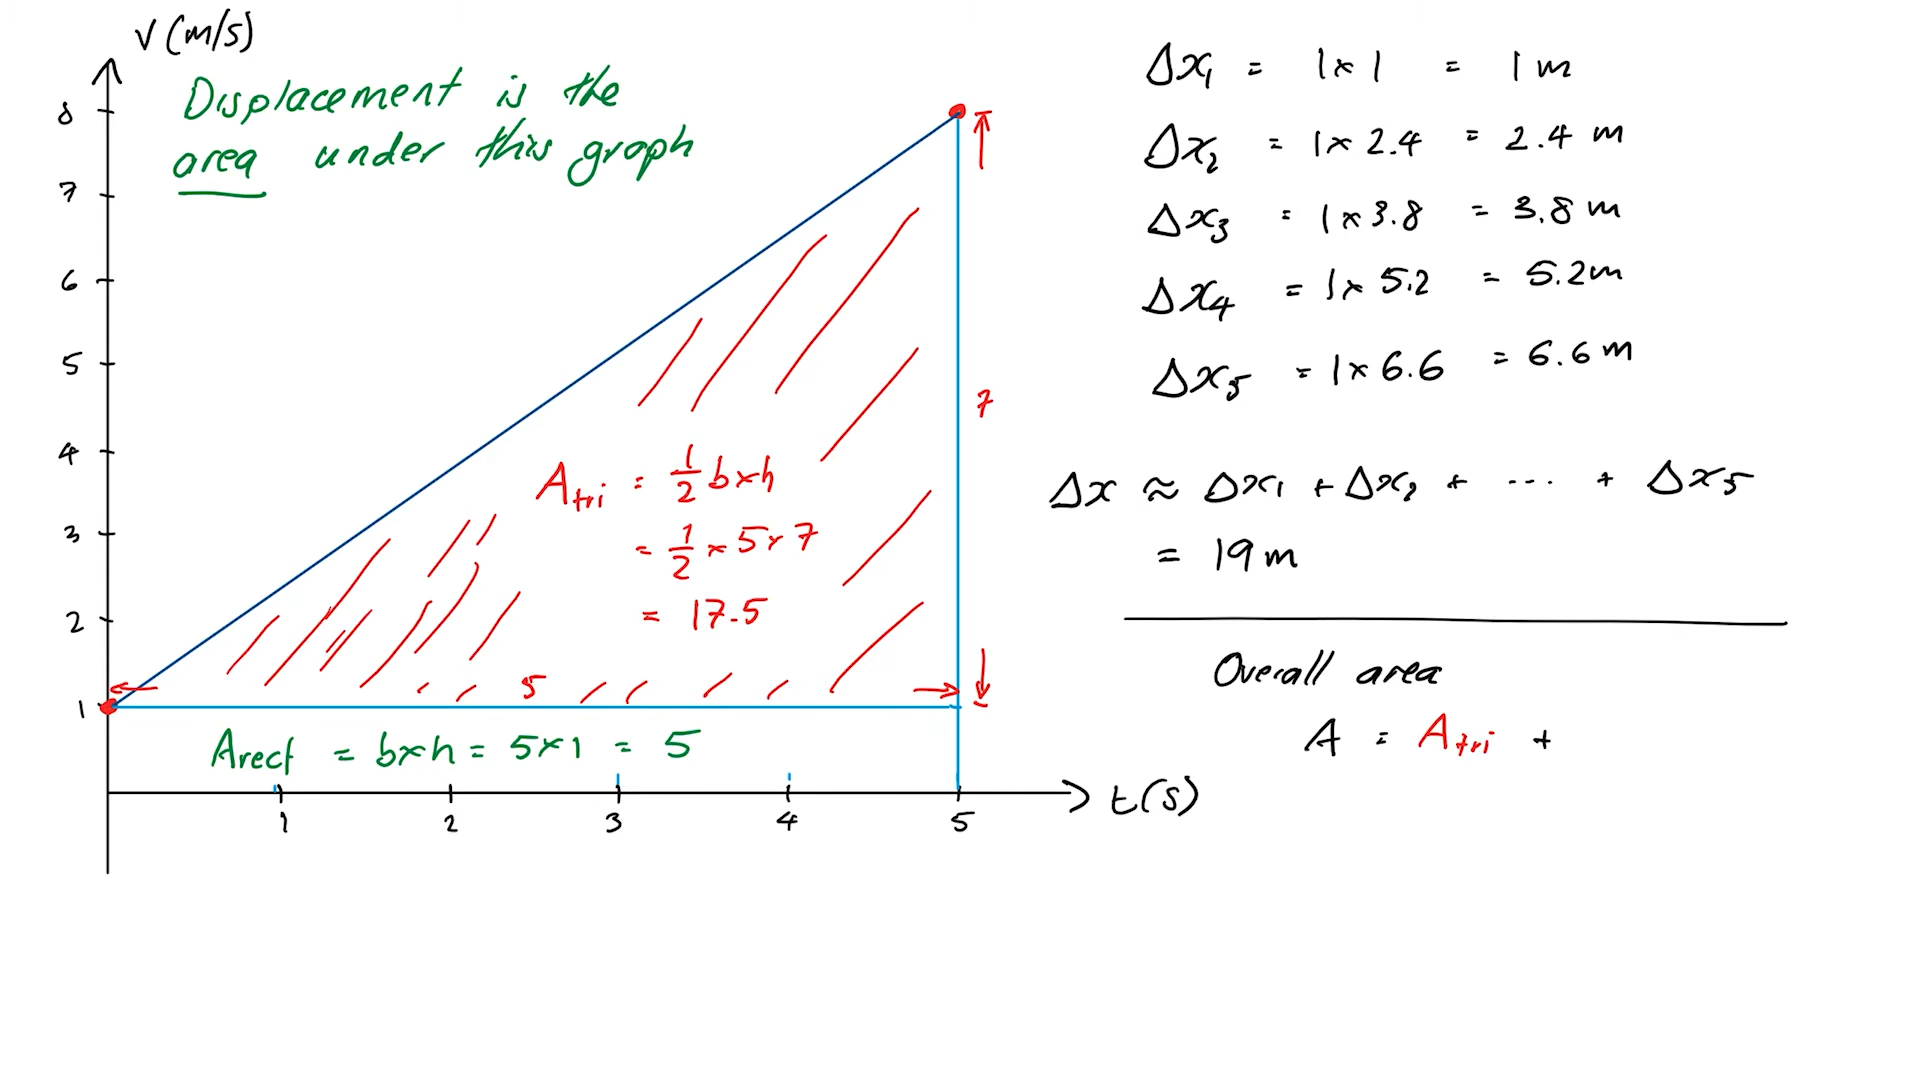 v (m/s)
Displacement is the
area under this graph
8
7
6
5
4
3
2
1
7
A_tri = 1/2 b×h
= 1/2 × 5 × 7
= 17.5
5
Arect = b×h = 5×1 = 5
1 2 3 4 5
t(s)
Δx₁ = 1×1 = 1 m
Δx₂ = 1×2.4 = 2.4 m
Δx₃ = 1×3.8 = 3.8 m
Δx₄ = 1×5.2 = 5.2m
Δx₅ = 1×6.6 = 6.6m
Δx ≈ Δx₁ + Δx₂ + ... + Δx₅
= 19 m
Overall area
A = A_tri +